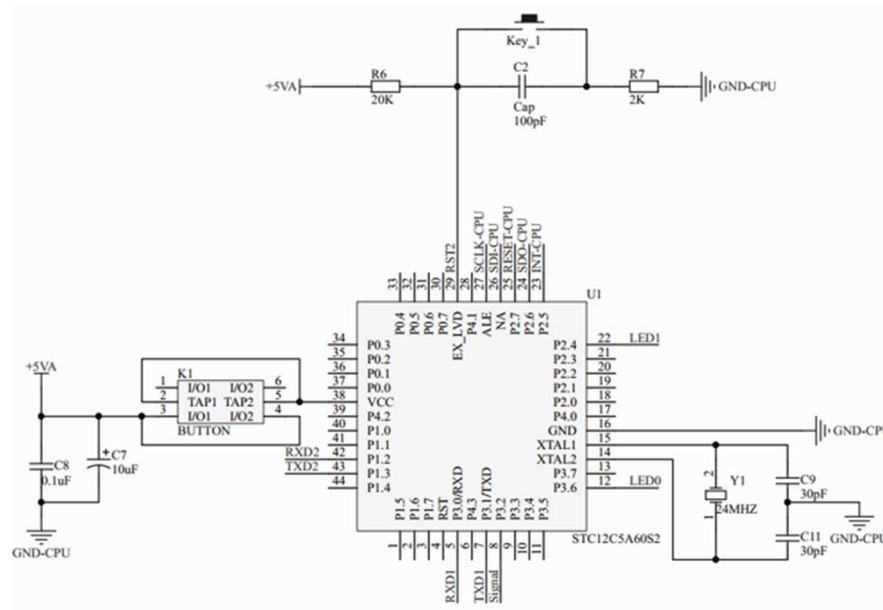 Key_1
C2
R6
R7
+5VA
GND-CPU
20K
Cap
2K
100pF
RST2
SCLK-CPU
SDI-CPU
RESET-CPU
SDO-CPU
INT-CPU
33
32
31
30
29
28
27
26
25
24
23
U1
P0.4
P0.5
P0.6
P0.7
EX_LVD
P4.1
ALE
NA
P2.7
P2.6
P2.5
34 P0.3
35 P0.2
36 P0.1
37 P0.0
38 VCC
39 P4.2
40 P1.0
41 P1.1
RXD2 42 P1.2
TXD2 43 P1.3
44 P1.4
P2.4 22 LED1
P2.3 21
P2.2 20
P2.1 19
P2.0 18
P4.0 17
GND 16
XTAL1 15
XTAL2 14
P3.7 13
P3.6 12 LED0
GND-CPU
+5VA
K1
1 I/O1 I/O2 6
2 TAP1 TAP2 5
3 I/O1 I/O2 4
BUTTON
C8
0.1uF
+
C7
10uF
GND-CPU
2
Y1
24MHZ
1
C9
30pF
C11
30pF
GND-CPU
P1.5
P1.6
P1.7
RST
P3.0/RXD
P4.3
P3.1/TXD
P3.2
P3.3
P3.4
P3.5
STC12C5A60S2
1
2
3
4
5
6
7
8
9
10
11
RXD1
TXD1
Signal